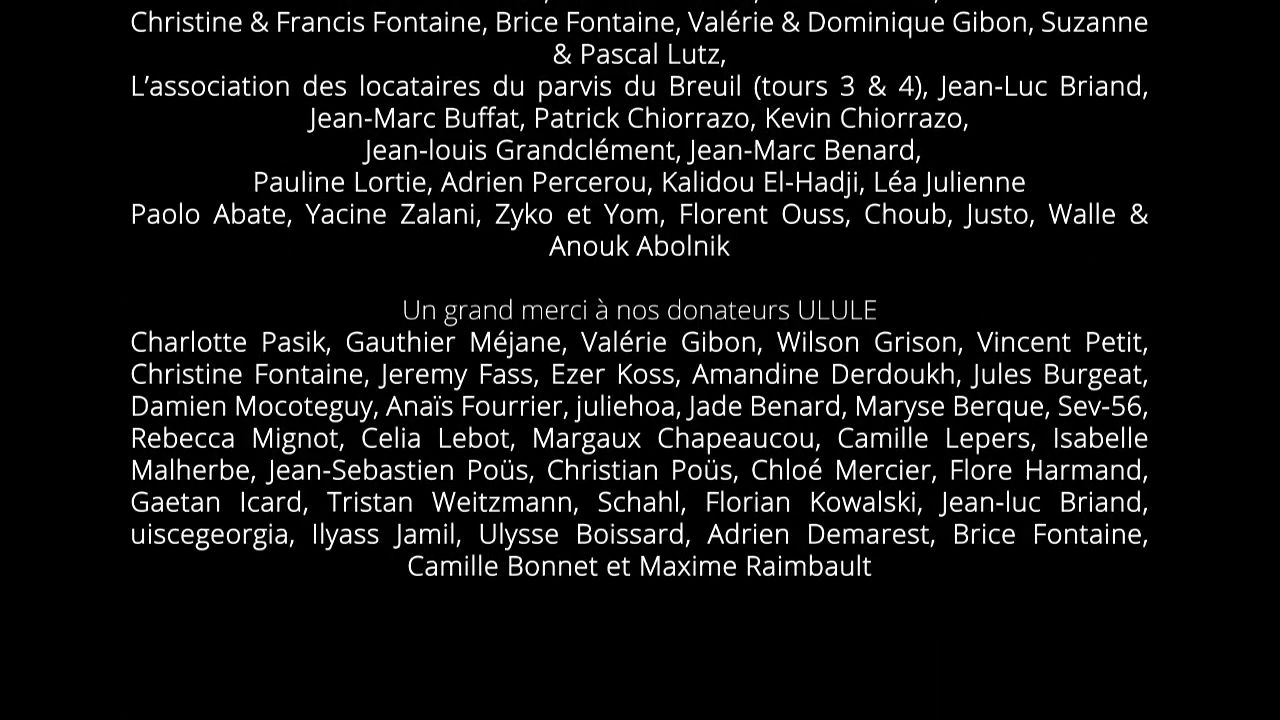 Christine & Francis Fontaine, Brice Fontaine, Valérie & Dominique Gibon, Suzanne
& Pascal Lutz,
L’association des locataires du parvis du Breuil (tours 3 & 4), Jean-Luc Briand,
Jean-Marc Buffat, Patrick Chiorrazo, Kevin Chiorrazo,
Jean-louis Grandclément, Jean-Marc Benard,
Pauline Lortie, Adrien Percerou, Kalidou El-Hadji, Léa Julienne
Paolo Abate, Yacine Zalani, Zyko et Yom, Florent Ouss, Choub, Justo, Walle &
Anouk Abolnik
Un grand merci à nos donateurs ULULE
Charlotte Pasik, Gauthier Méjane, Valérie Gibon, Wilson Grison, Vincent Petit,
Christine Fontaine, Jeremy Fass, Ezer Koss, Amandine Derdoukh, Jules Burgeat,
Damien Mocoteguy, Anaïs Fourrier, juliehoa, Jade Benard, Maryse Berque, Sev-56,
Rebecca Mignot, Celia Lebot, Margaux Chapeaucou, Camille Lepers, Isabelle
Malherbe, Jean-Sebastien Poüs, Christian Poüs, Chloé Mercier, Flore Harmand,
Gaetan Icard, Tristan Weitzmann, Schahl, Florian Kowalski, Jean-luc Briand,
uiscegeorgia, Ilyass Jamil, Ulysse Boissard, Adrien Demarest, Brice Fontaine,
Camille Bonnet et Maxime Raimbault